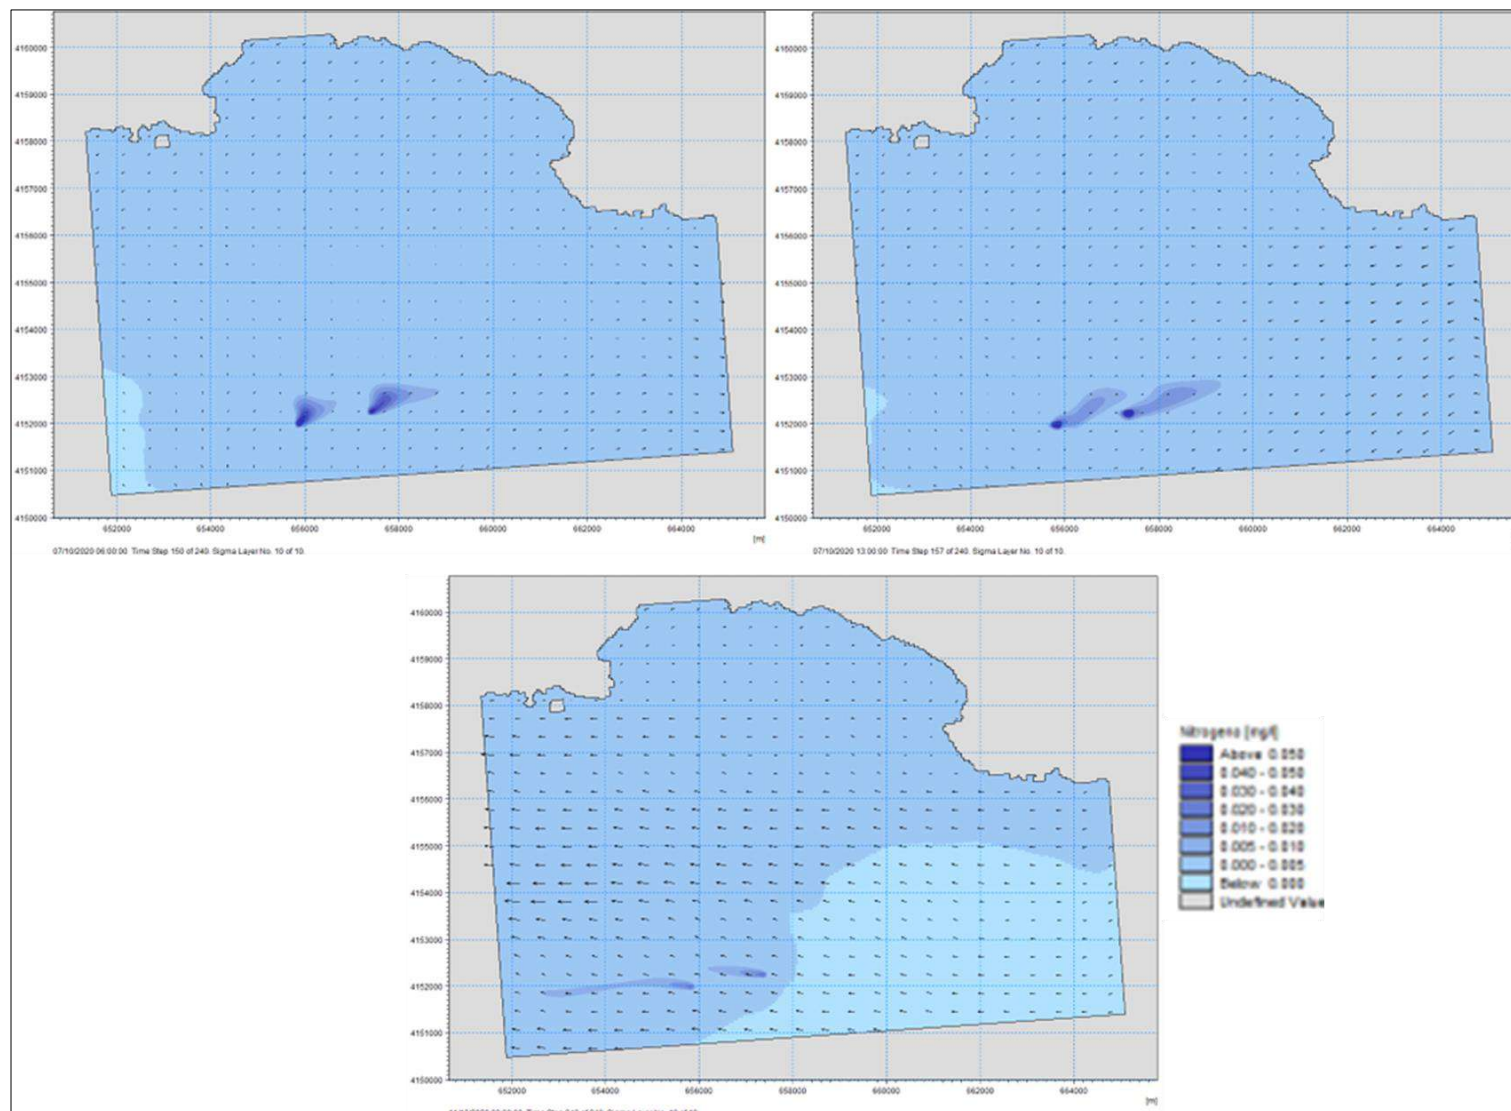 4160000
4159000
4158000
4157000
4156000
4155000
4154000
4153000
4152000
4151000
4150000
652000 654000 656000 658000 660000 662000 664000
[m]
07/10/2020 06:00:00 Time Step 150 of 240. Sigma Layer No. 10 of 10.
4160000
4159000
4158000
4157000
4156000
4155000
4154000
4153000
4152000
4151000
4150000
652000 654000 656000 658000 660000 662000 664000
07/10/2020 13:00:00 Time Step 157 of 240. Sigma Layer No. 10 of 10.
4160000
4159000
4158000
4157000
4156000
4155000
4154000
4153000
4152000
4151000
4150000
652000 654000 656000 658000 660000 662000 664000
[m]
Nitrogeno [mg/l]
Above 0.050
0.040 - 0.050
0.030 - 0.040
0.020 - 0.030
0.010 - 0.020
0.005 - 0.010
0.000 - 0.005
Below 0.000
Undefined Value